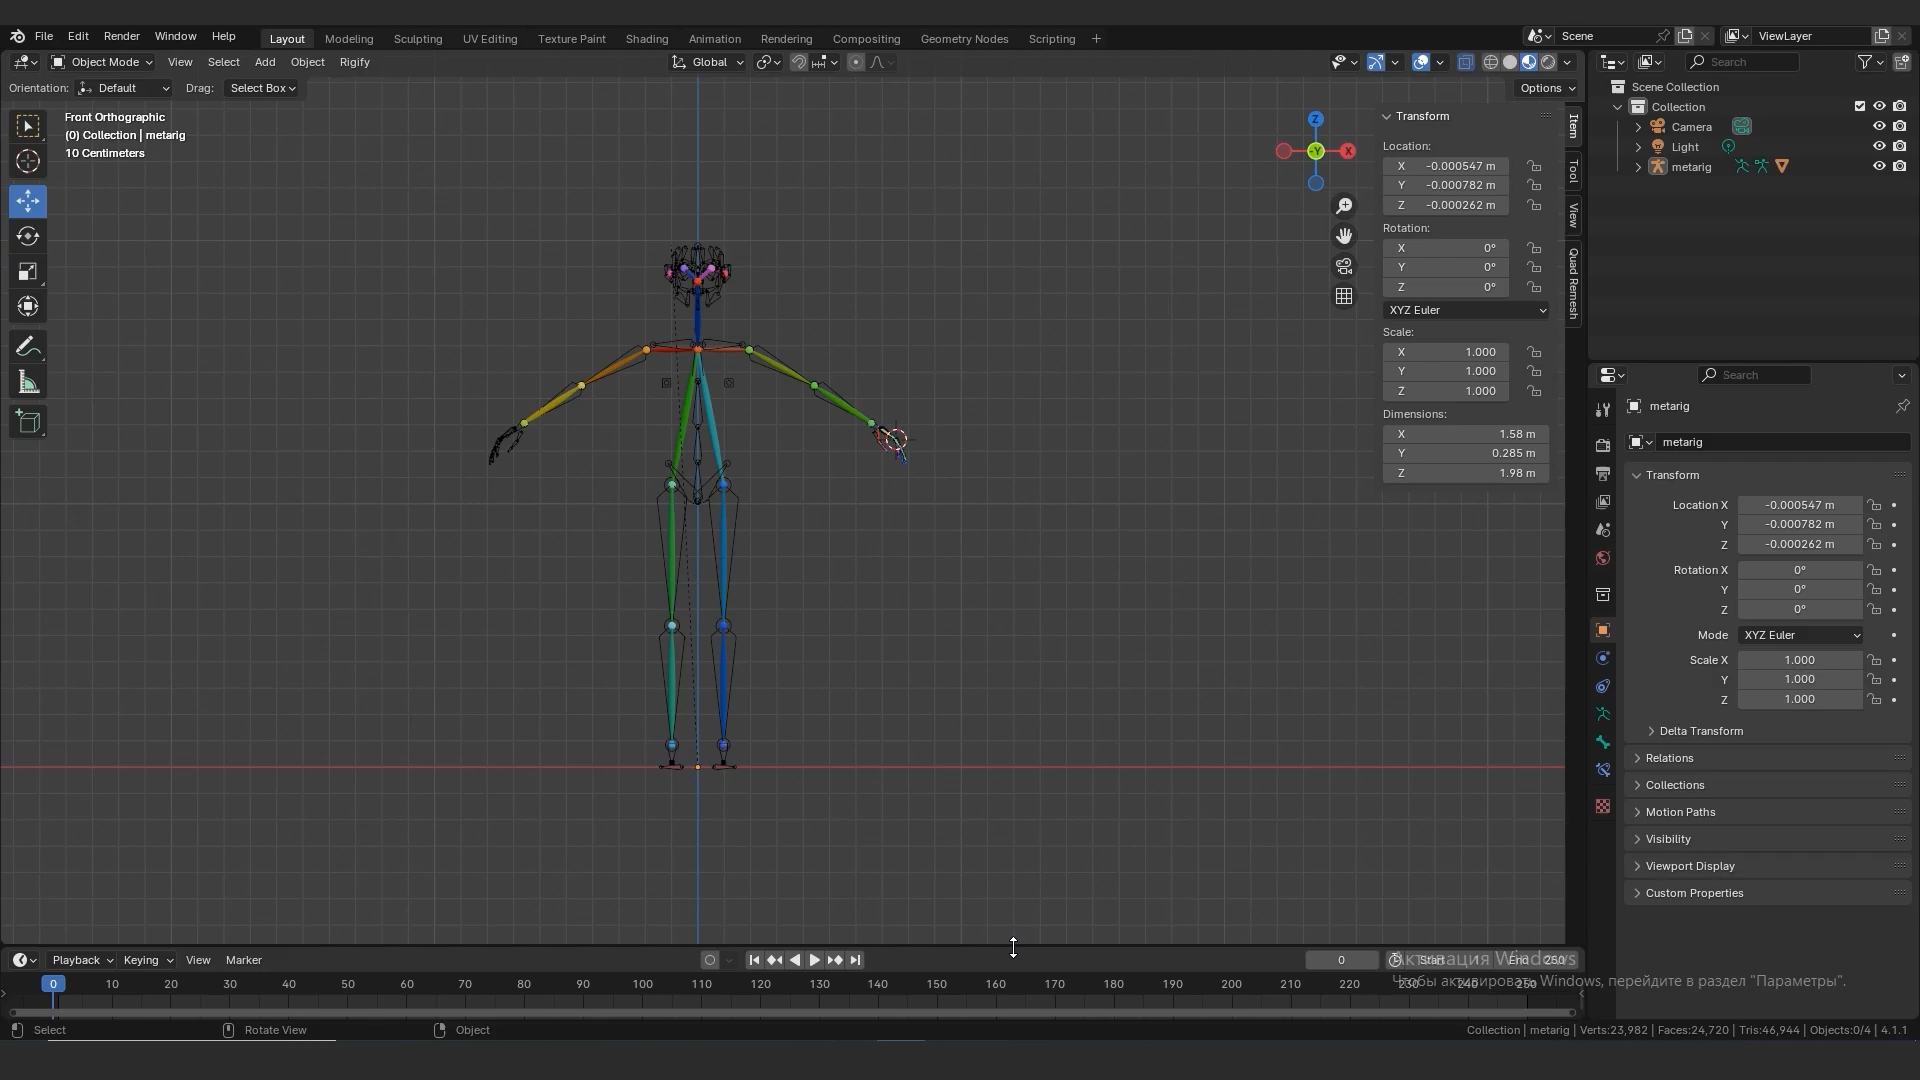 File Edit Render Window Help Layout Modeling Sculpting UV Editing Texture Paint Shading Animation Rendering Compositing Geometry Nodes Scripting + Scene ViewLayer
Object Mode View Select Add Object Rigify Global Search
Orientation: Default Drag: Select Box Options
Scene Collection
Collection
Camera
Light
metarig
Front Orthographic
(0) Collection | metarig
10 Centimeters
Z
-Y
X
Transform
Location:
X -0.000547 m
Y -0.000782 m
Z -0.000262 m
Rotation:
X 0°
Y 0°
Z 0°
XYZ Euler
Scale:
X 1.000
Y 1.000
Z 1.000
Dimensions:
X 1.58 m
Y 0.285 m
Z 1.98 m
Item
Tool
View
Quad Remesh
Search
metarig
metarig
Transform
Location X -0.000547 m
Y -0.000782 m
Z -0.000262 m
Rotation X 0°
Y 0°
Z 0°
Mode XYZ Euler
Scale X 1.000
Y 1.000
Z 1.000
Delta Transform
Relations
Collections
Motion Paths
Visibility
Viewport Display
Custom Properties
Playback Keying View Marker 0 Start 1 End 250
Активация Windows
Чтобы активировать Windows, перейдите в раздел "Параметры".
0 10 20 30 40 50 60 70 80 90 100 110 120 130 140 150 160 170 180 190 200 210 220 230 240 250
Select Rotate View Object Collection | metarig | Verts:23,982 | Faces:24,720 | Tris:46,944 | Objects:0/4 | 4.1.1